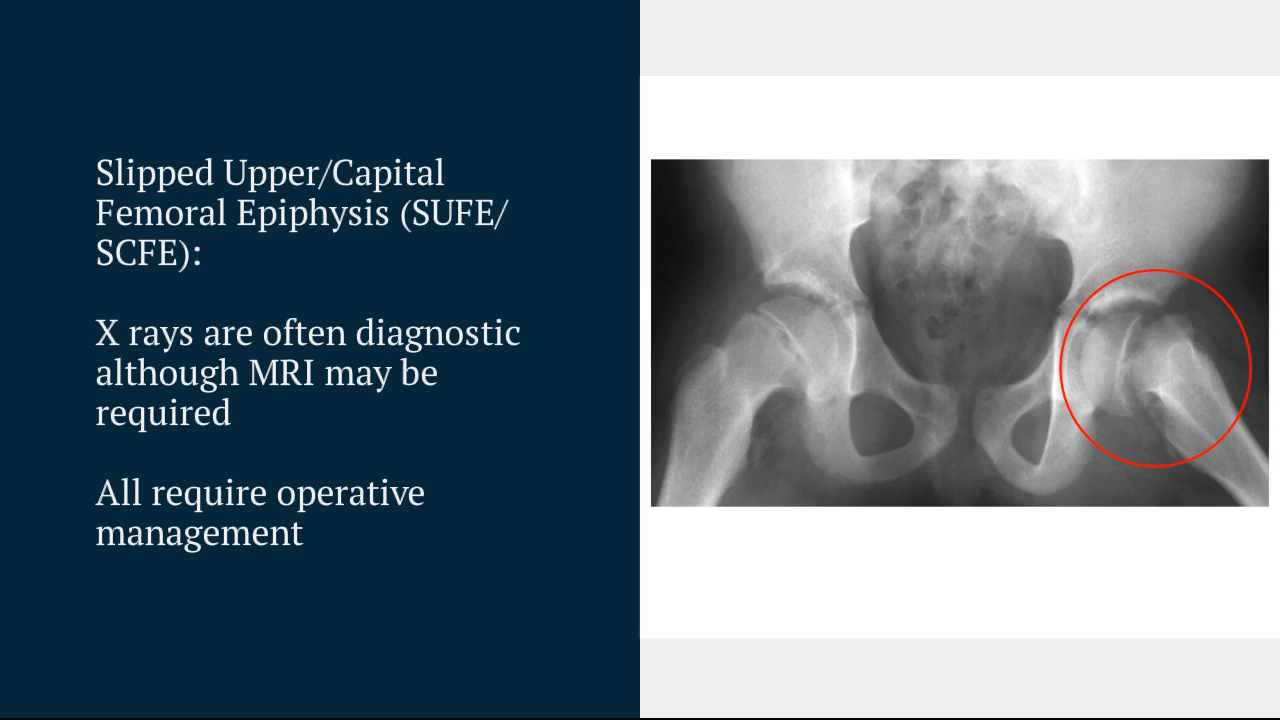 Slipped Upper/Capital
Femoral Epiphysis (SUFE/
SCFE):
X rays are often diagnostic
although MRI may be
required
All require operative
management